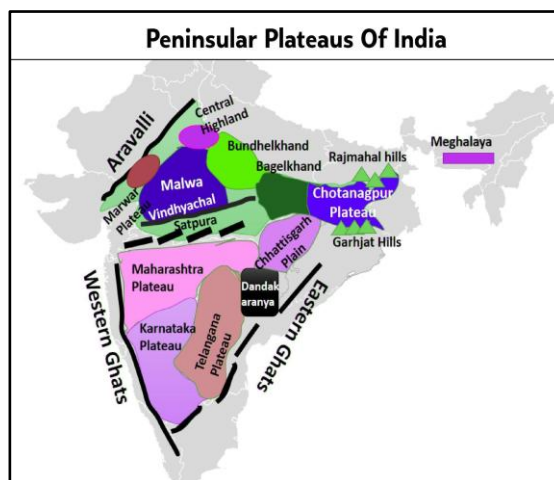 Peninsular Plateaus Of India
Aravalli
Central
Highland
Meghalaya
Bundhelkhand
Bagelkhand
Rajmahal hills
Marwar
Plateau
Malwa
Vindhyachal
Chotanagpur
Plateau
Satpura
Garhjat Hills
Chhattisgarh
Plain
Maharashtra
Plateau
Dandak
aranya
Western Ghats
Eastern Ghats
Karnataka
Plateau
Telangana
Plateau